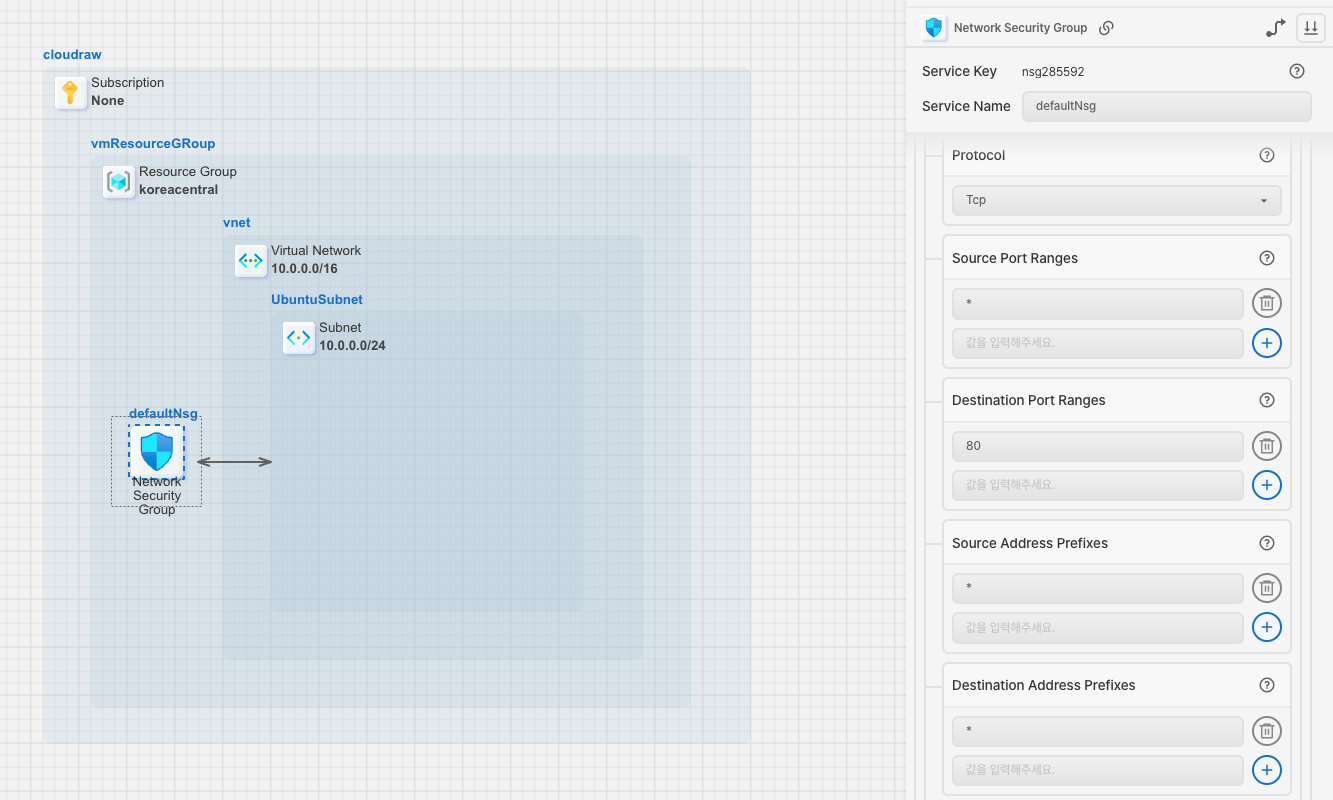 cloudraw
Subscription
None
vmResourceGRoup
Resource Group
koreacentral
vnet
Virtual Network
10.0.0.0/16
UbuntuSubnet
Subnet
10.0.0.0/24
defaultNsg
Network
Security
Group
Network Security Group
Service Key nsg285592
Service Name defaultNsg
Protocol
Tcp
Source Port Ranges
*
값을 입력해주세요.
Destination Port Ranges
80
값을 입력해주세요.
Source Address Prefixes
*
값을 입력해주세요.
Destination Address Prefixes
*
값을 입력해주세요.